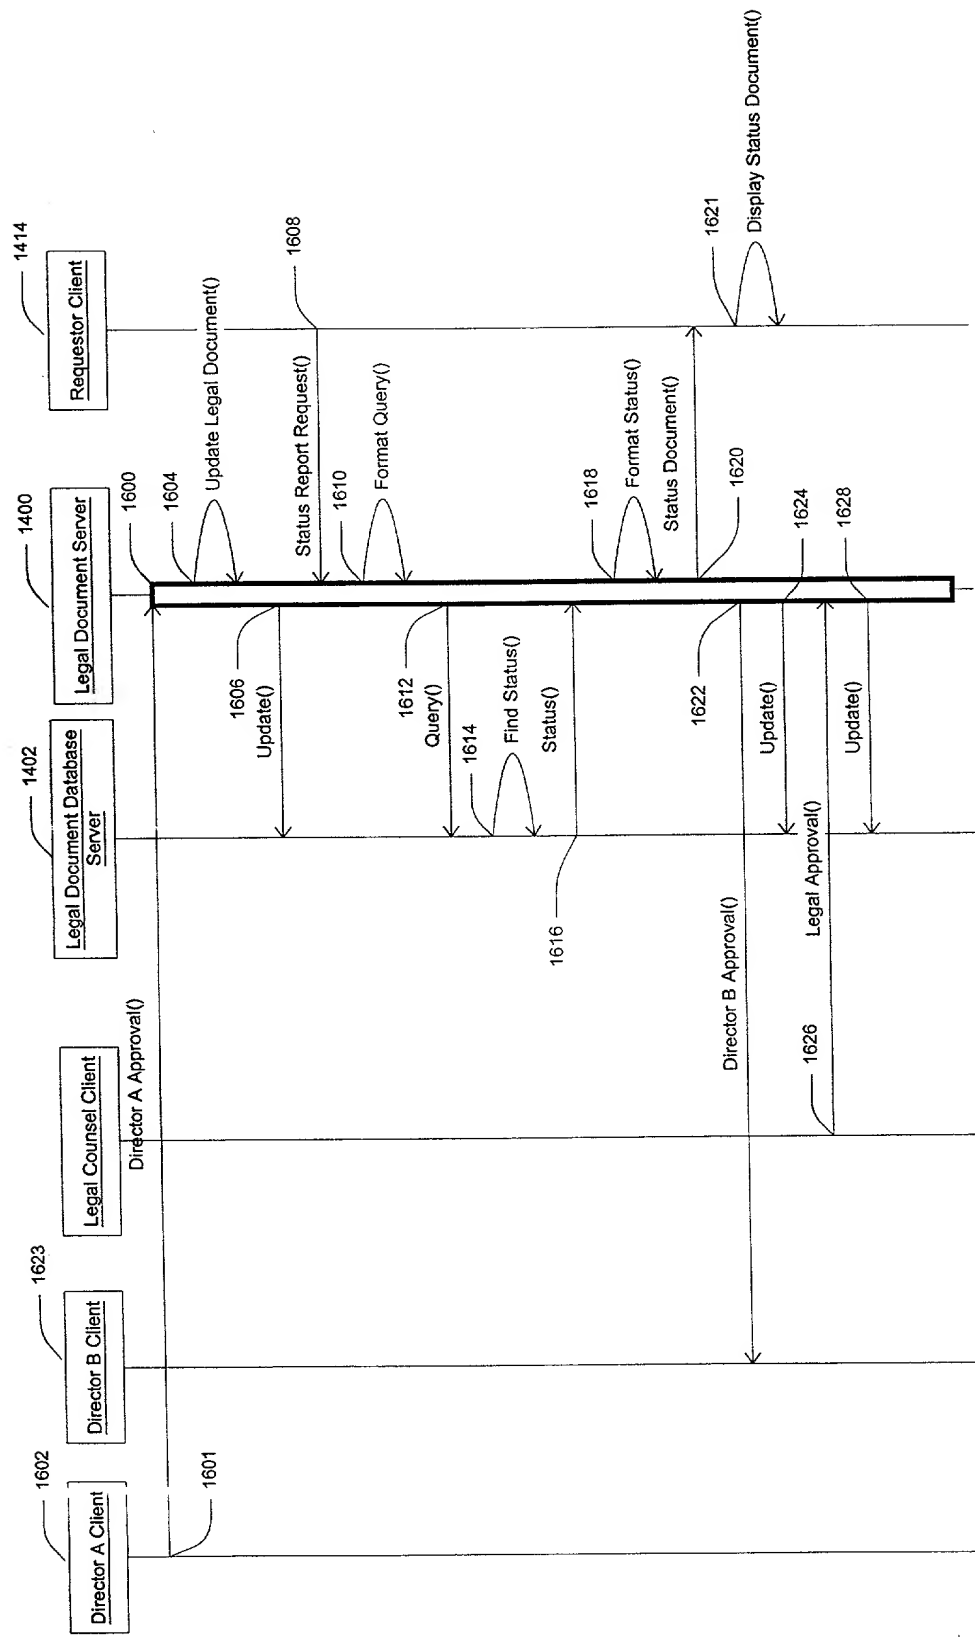 1602
Director A Client
1601
1623
Director B Client
Legal Counsel Client
1402
Legal Document Database
Server
1400
Legal Document Server
1414
Requestor Client
Director A Approval()
1600
1604
Update Legal Document()
1606
Update()
1608
Status Report Request()
1610
Format Query()
1612
Query()
1614
Find Status()
1616
Status()
1618
Format Status()
Status Document()
1620
1621
Display Status Document()
1622
Director B Approval()
1624
Update()
1626
Legal Approval()
1628
Update()